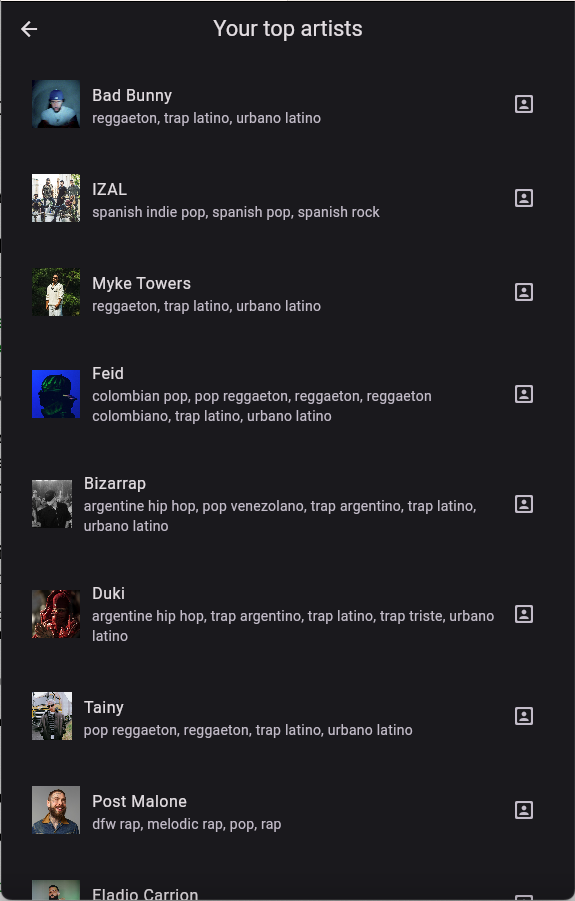 Your top artists
Bad Bunny
reggaeton, trap latino, urbano latino
IZAL
spanish indie pop, spanish pop, spanish rock
Myke Towers
reggaeton, trap latino, urbano latino
Feid
colombian pop, pop reggaeton, reggaeton, reggaeton
colombiano, trap latino, urbano latino
Bizarrap
argentine hip hop, pop venezolano, trap argentino, trap latino,
urbano latino
Duki
argentine hip hop, trap argentino, trap latino, trap triste, urbano
latino
Tainy
pop reggaeton, reggaeton, trap latino, urbano latino
Post Malone
dfw rap, melodic rap, pop, rap
Eladio Carrion